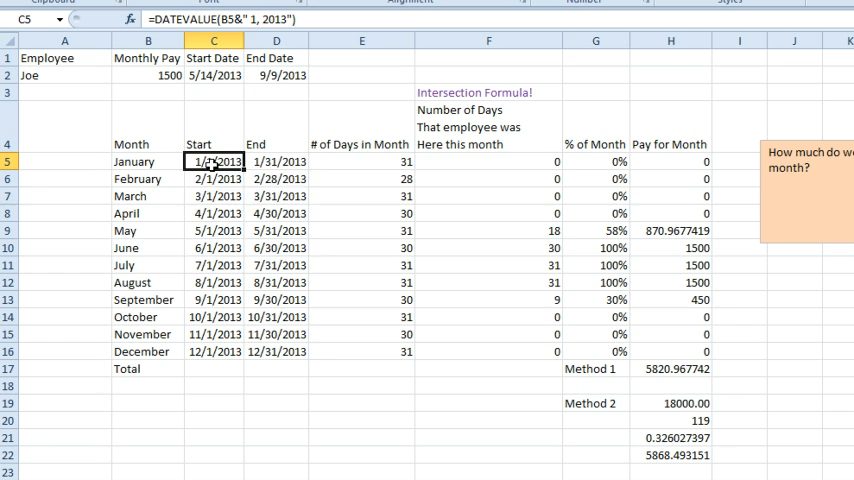 Clipboard Font Alignment Number Styles
C5 fx =DATEVALUE(B5&" 1, 2013")
A B C D E F G H I J K
1 Employee Monthly Pay Start Date End Date
2 Joe 1500 5/14/2013 9/9/2013
3 Intersection Formula!
Number of Days
That employee was
4 Month Start End # of Days in Month Here this month % of Month Pay for Month
5 January 1/1/2013 1/31/2013 31 0 0% 0
How much do we
month?
6 February 2/1/2013 2/28/2013 28 0 0% 0
7 March 3/1/2013 3/31/2013 31 0 0% 0
8 April 4/1/2013 4/30/2013 30 0 0% 0
9 May 5/1/2013 5/31/2013 31 18 58% 870.9677419
10 June 6/1/2013 6/30/2013 30 30 100% 1500
11 July 7/1/2013 7/31/2013 31 31 100% 1500
12 August 8/1/2013 8/31/2013 31 31 100% 1500
13 September 9/1/2013 9/30/2013 30 9 30% 450
14 October 10/1/2013 10/31/2013 31 0 0% 0
15 November 11/1/2013 11/30/2013 30 0 0% 0
16 December 12/1/2013 12/31/2013 31 0 0% 0
17 Total Method 1 5820.967742
18
19 Method 2 18000.00
20 119
21 0.326027397
22 5868.493151
23